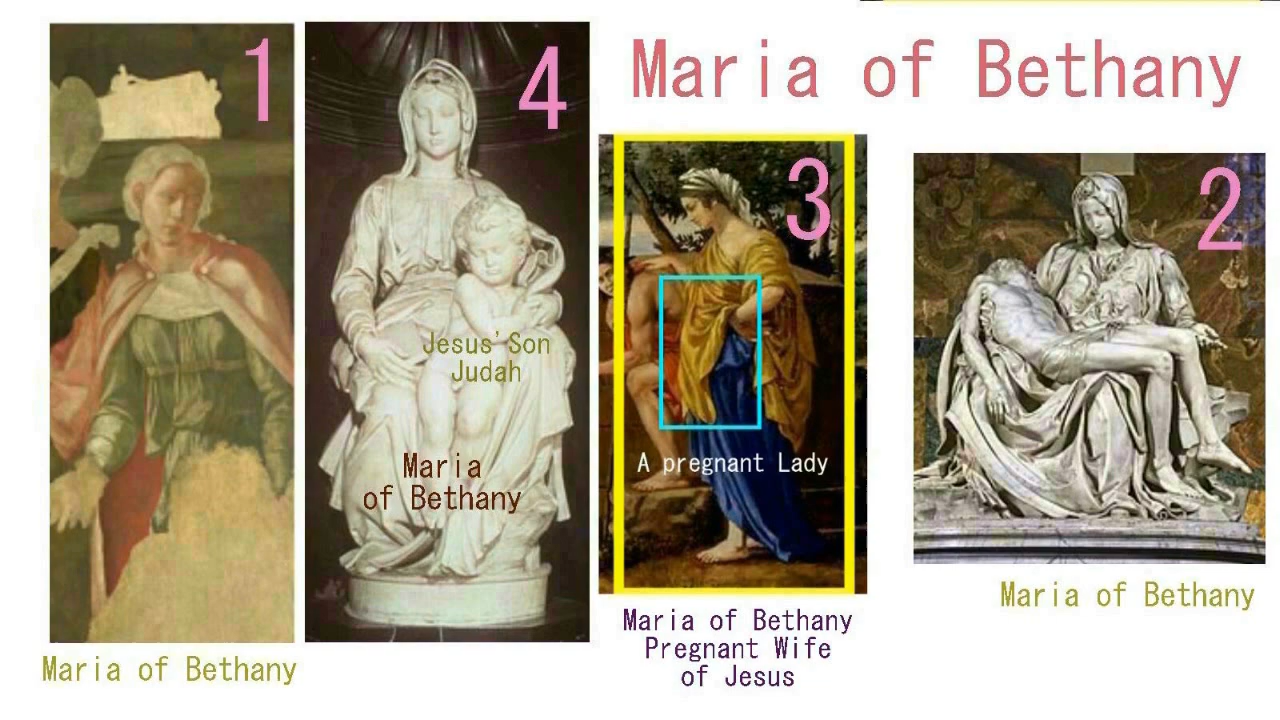 Maria of Bethany
1
4
3
2
Jesus'Son
Judah
Maria
of Bethany
A pregnant Lady
Maria of Bethany
Maria of Bethany
Pregnant Wife
of Jesus
Maria of Bethany